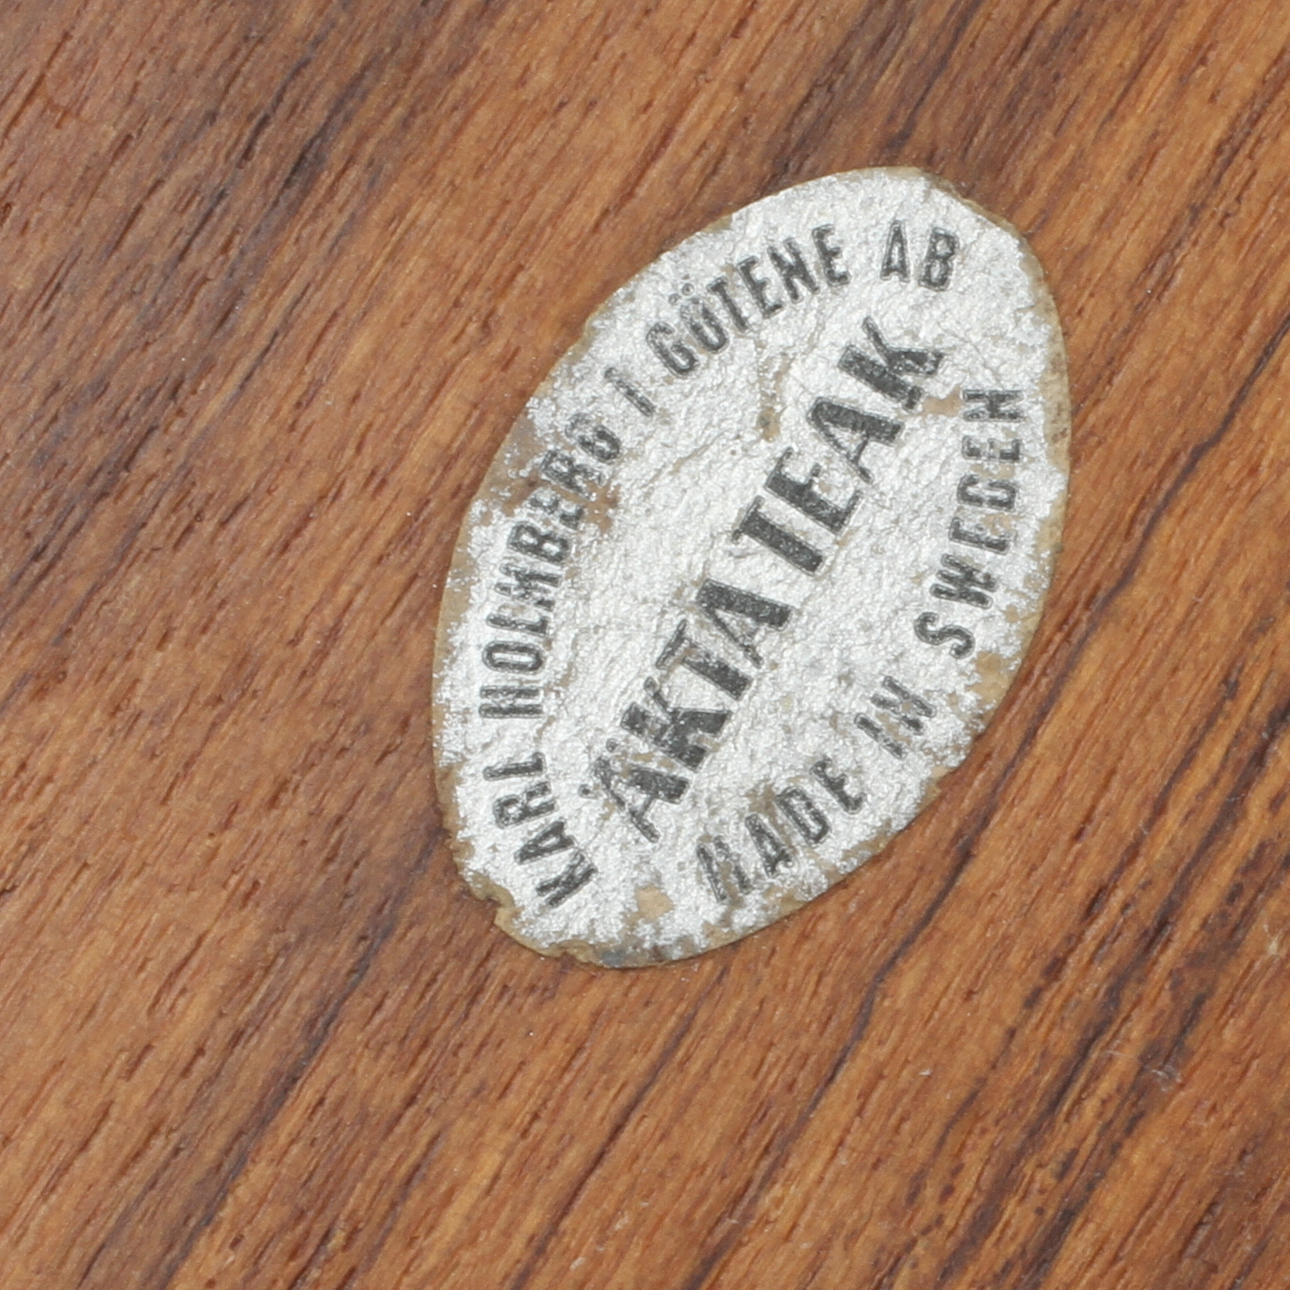 KARL HOLMBERG I GÖTENE AB
ÄKTA TEAK
MADE IN SWEDEN